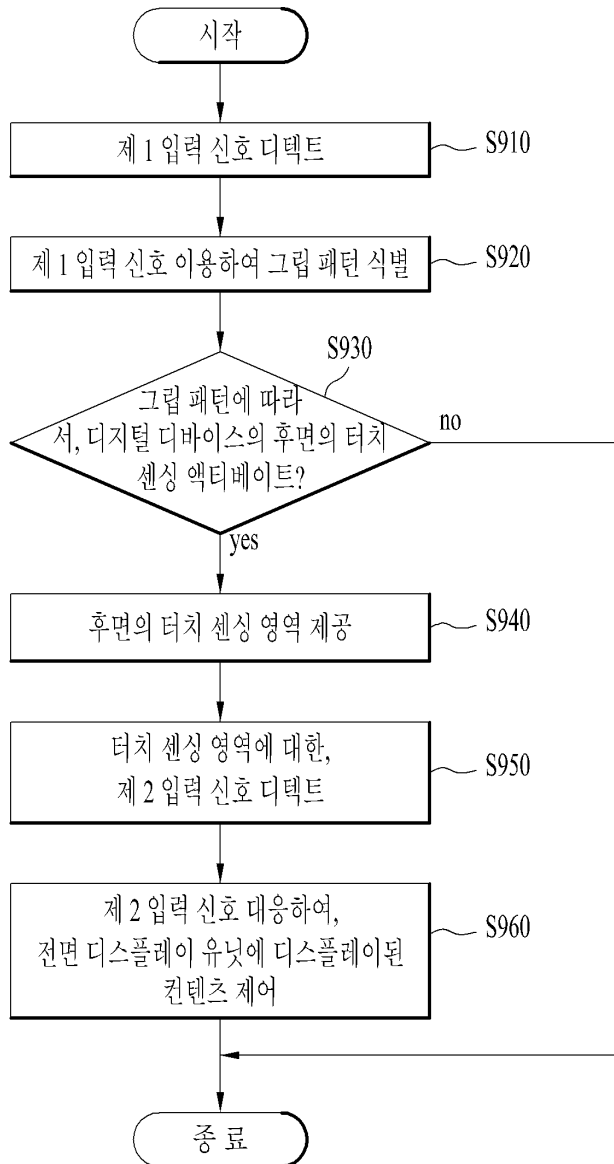 시작
제 1 입력 신호 디텍트
S910
제 1 입력 신호 이용하여 그립 패턴 식별
S920
S930
그립 패턴에 따라
서, 디지털 디바이스의 후면의 터치
센싱 액티베이트?
no
yes
후면의 터치 센싱 영역 제공
S940
터치 센싱 영역에 대한,
제 2 입력 신호 디텍트
S950
제 2 입력 신호 대응하여,
전면 디스플레이 유닛에 디스플레이된
컨텐츠 제어
S960
종 료